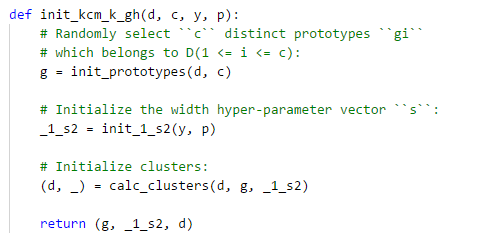 def init_kcm_k_gh(d, c, y, p):
    # Randomly select ``c`` distinct prototypes ``gi``
    # which belongs to D(1 <= i <= c):
    g = init_prototypes(d, c)

    # Initialize the width hyper-parameter vector ``s``:
    _1_s2 = init_1_s2(y, p)

    # Initialize clusters:
    (d, _) = calc_clusters(d, g, _1_s2)

    return (g, _1_s2, d)